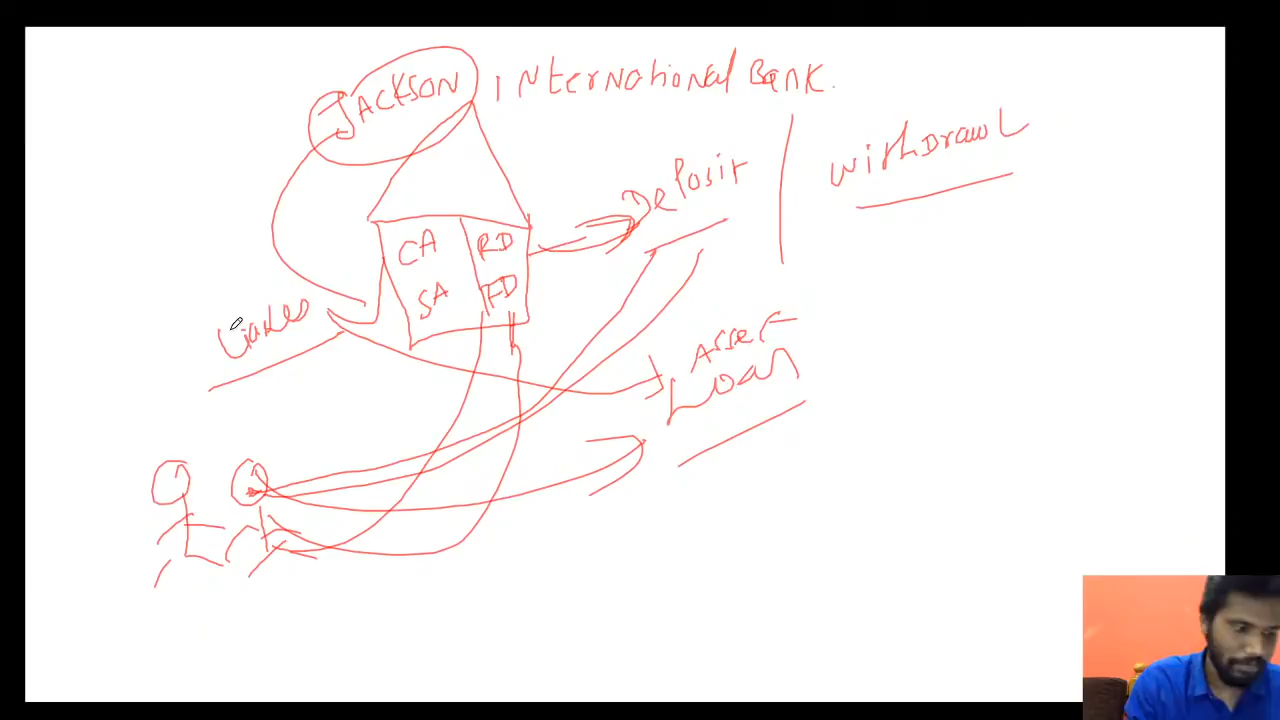 JACKSON INTERNATIONAL BANK.
Deposit
WITHDRAWL
CA RD
SA FD
Asset
Loan